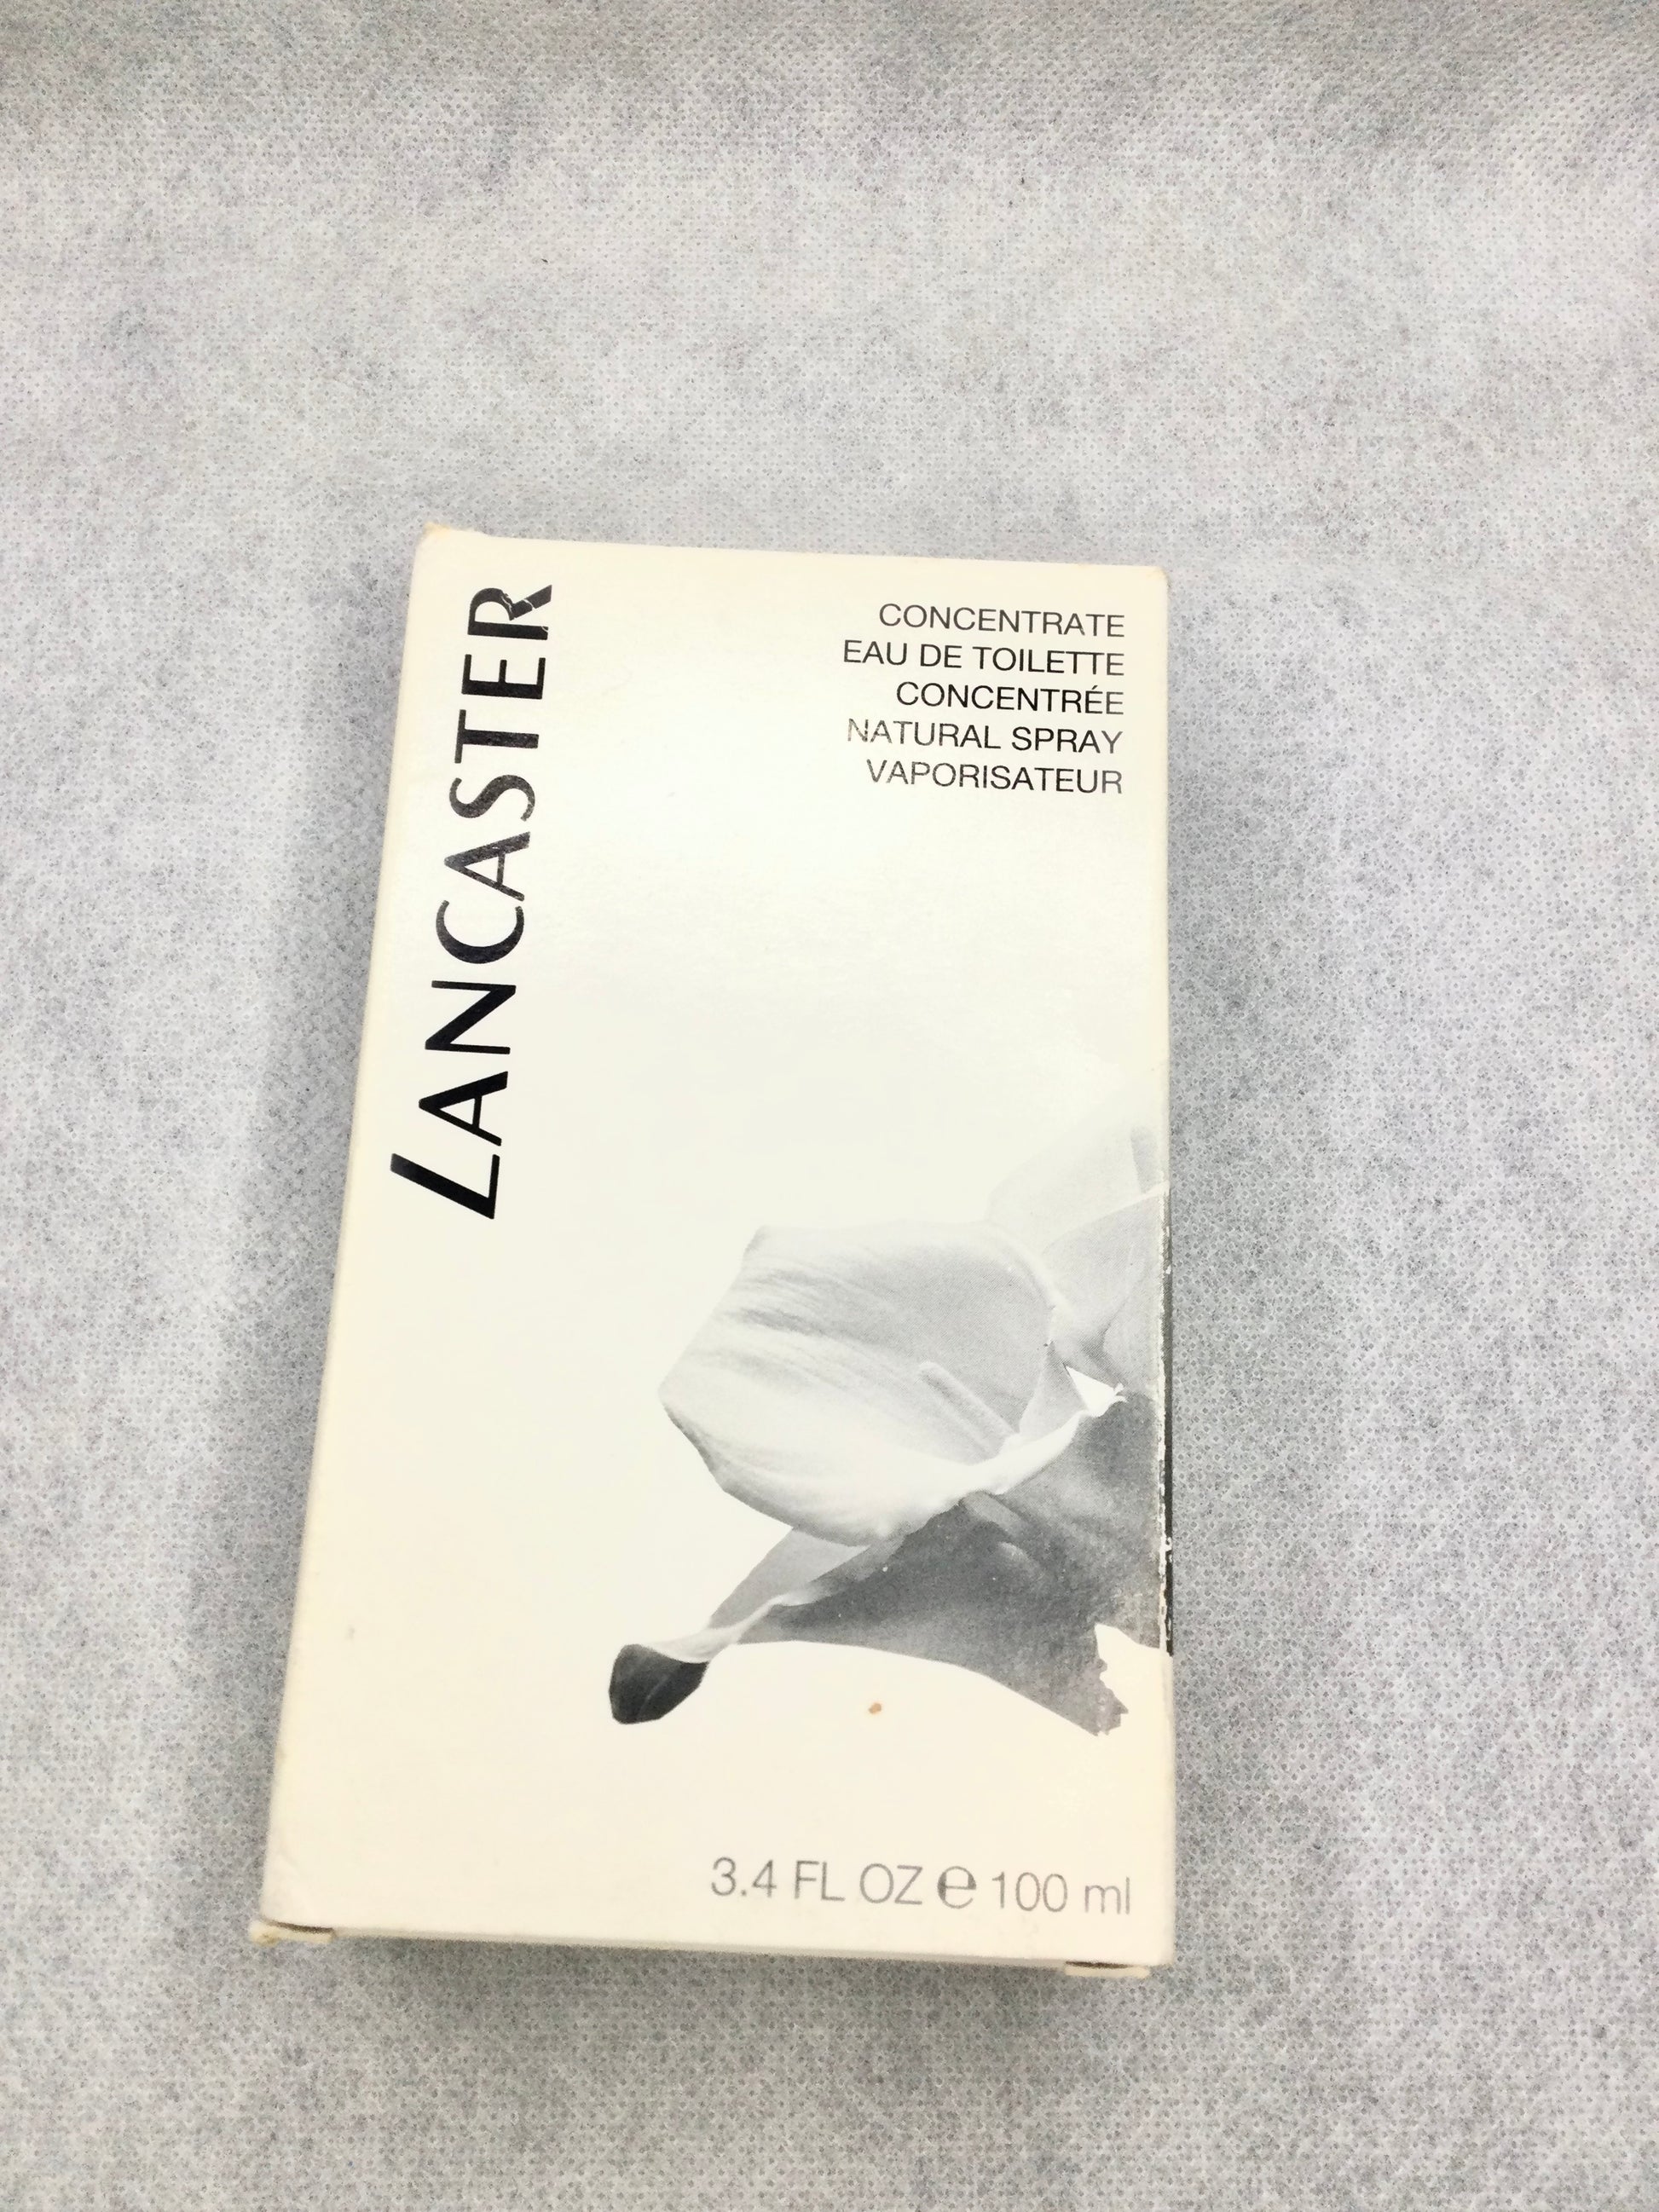 LANCASTER
CONCENTRATE
EAU DE TOILETTE
CONCENTRÉE
NATURAL SPRAY
VAPORISATEUR
3.4 FL OZ ℮ 100 ml